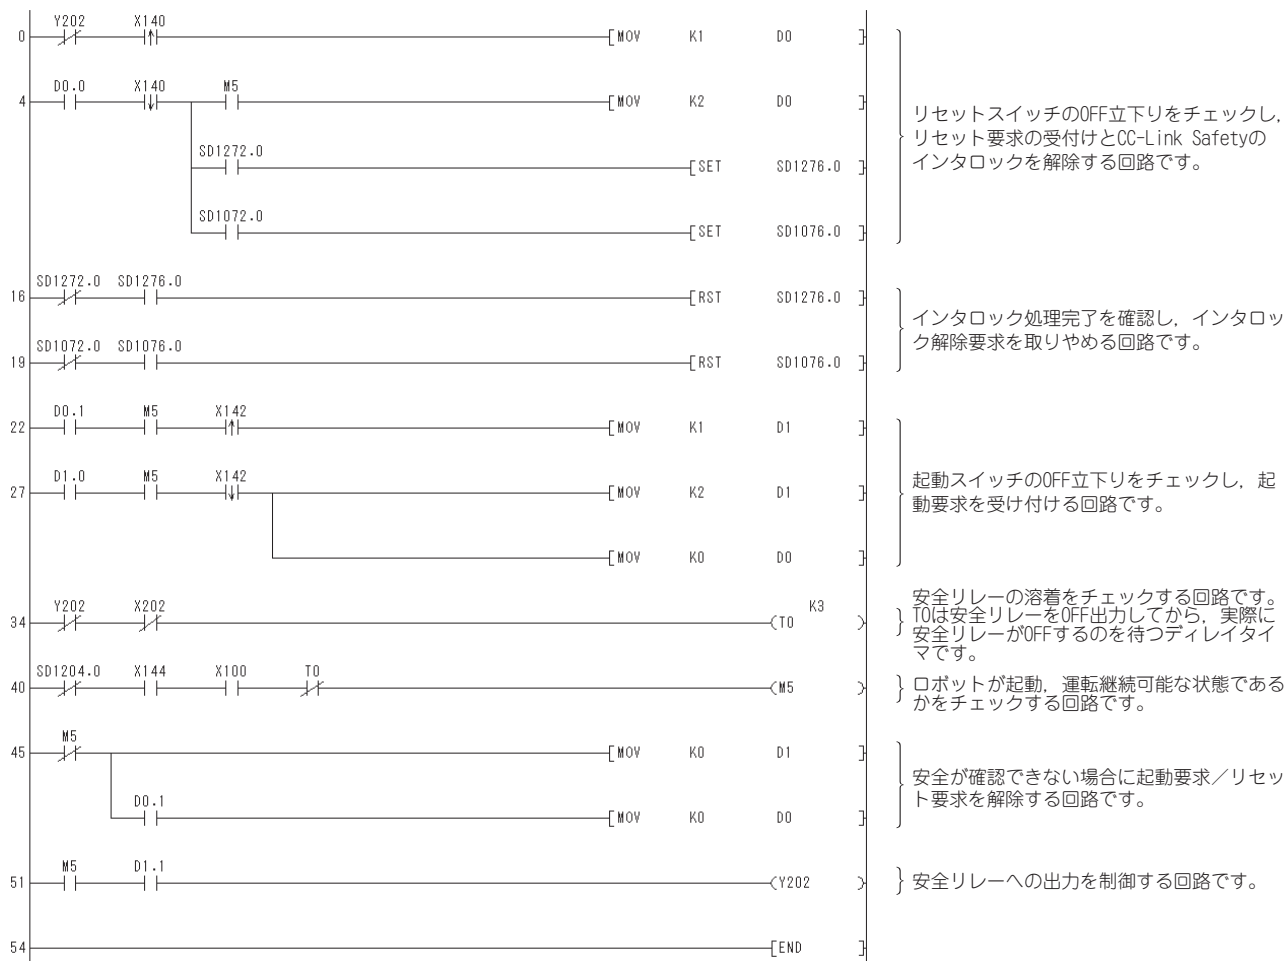 Y202 X140
0 MOV K1 D0
D0.0 X140 M5
4 MOV K2 D0
SD1272.0
SET SD1276.0
SD1072.0
SET SD1076.0
リセットスイッチのOFF立下りをチェックし,
リセット要求の受付けとCC-Link Safetyの
インタロックを解除する回路です。
SD1272.0 SD1276.0
16 RST SD1276.0
SD1072.0 SD1076.0
19 RST SD1076.0
インタロック処理完了を確認し, インタロッ
ク解除要求を取りやめる回路です。
D0.1 M5 X142
22 MOV K1 D1
D1.0 M5 X142
27 MOV K2 D1
MOV K0 D0
起動スイッチのOFF立下りをチェックし, 起
動要求を受け付ける回路です。
Y202 X202 K3
34 T0
安全リレーの溶着をチェックする回路です。
T0は安全リレーをOFF出力してから, 実際に
安全リレーがOFFするのを待つディレイタイ
マです。
SD1204.0 X144 X100 T0
40 M5
ロボットが起動, 運転継続可能な状態である
かをチェックする回路です。
M5
45 MOV K0 D1
D0.1
MOV K0 D0
安全が確認できない場合に起動要求／リセッ
ト要求を解除する回路です。
M5 D1.1
51 Y202
安全リレーへの出力を制御する回路です。
54 END